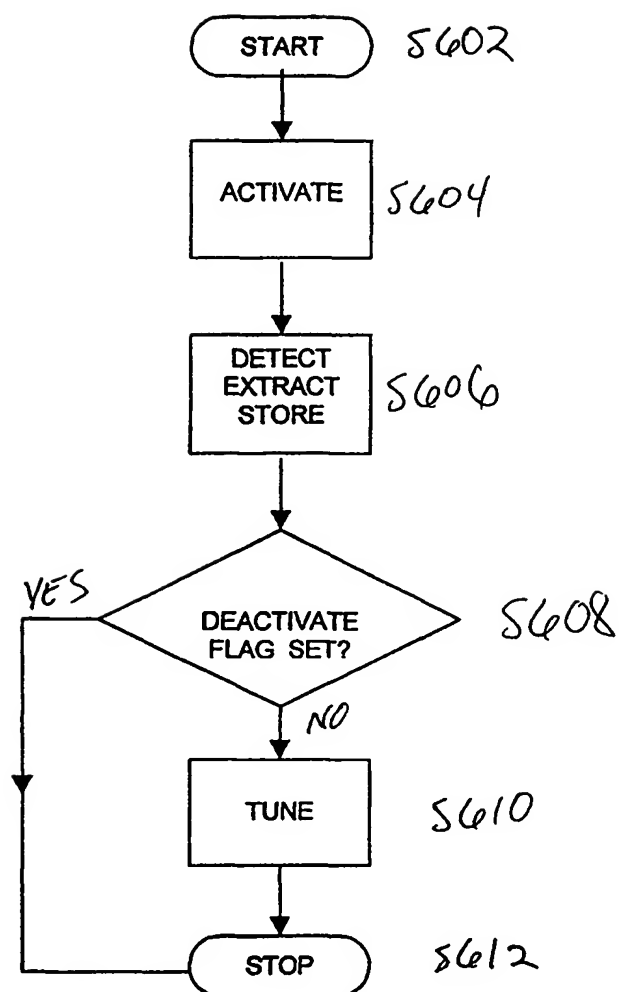 START S602
ACTIVATE S604
DETECT
EXTRACT
STORE
S606
YES
DEACTIVATE
FLAG SET?
S608
NO
TUNE S610
STOP S612